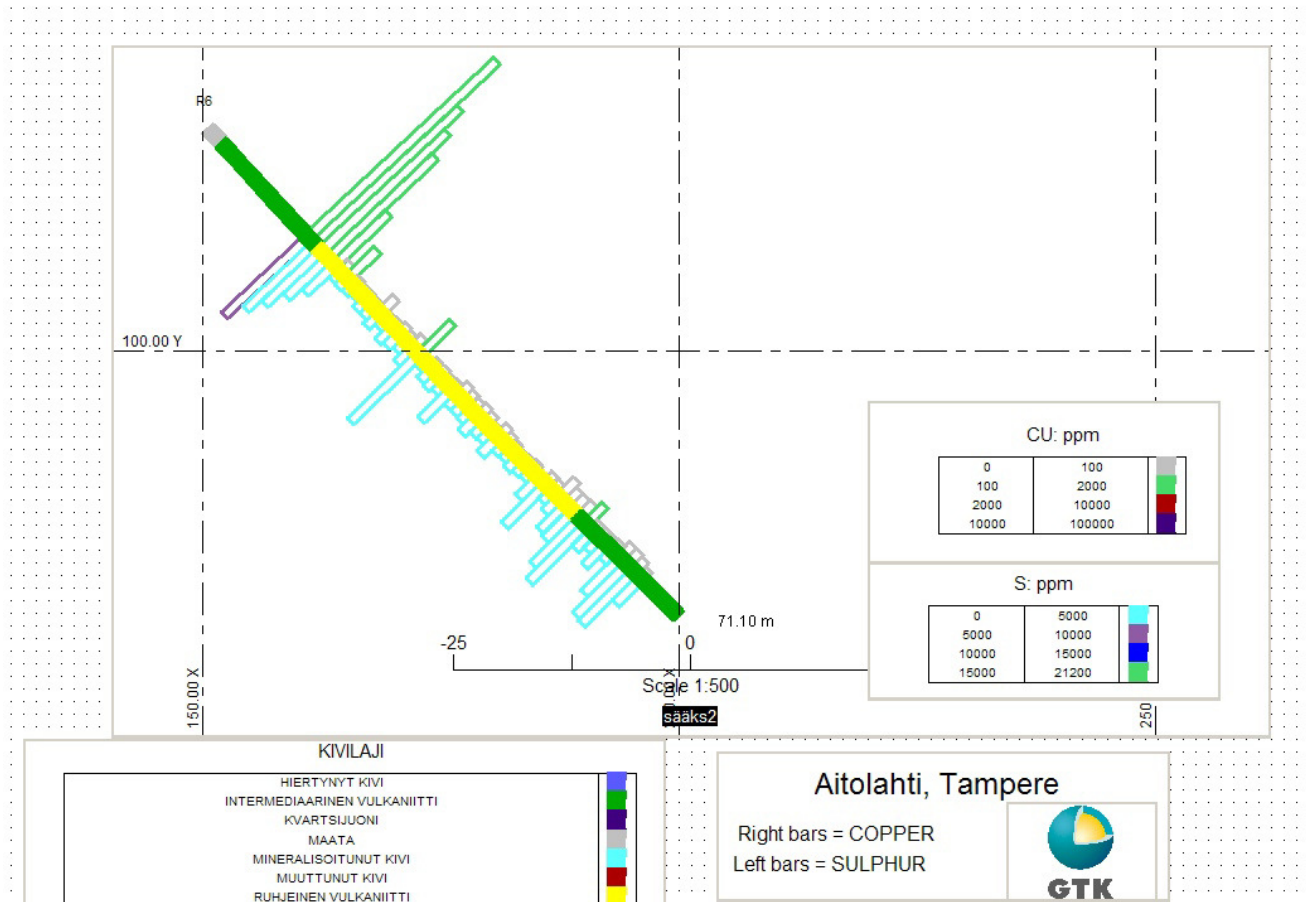 R6
100.00 Y
CU: ppm
0 100
100 2000
2000 10000
10000 100000
S: ppm
0 5000
5000 10000
10000 15000
15000 21200
71.10 m
-25 0
Scale 1:500
sääks2
150.00 X
250
KIVILAJI
HIERTYNYT KIVI
INTERMEDIAARINEN VULKANIITTI
KVARTSIJUONI
MAATA
MINERALISOITUNUT KIVI
MUUTTUNUT KIVI
RUHJEINEN VULKANIITTI
Aitolahti, Tampere
Right bars = COPPER
Left bars = SULPHUR
GTK